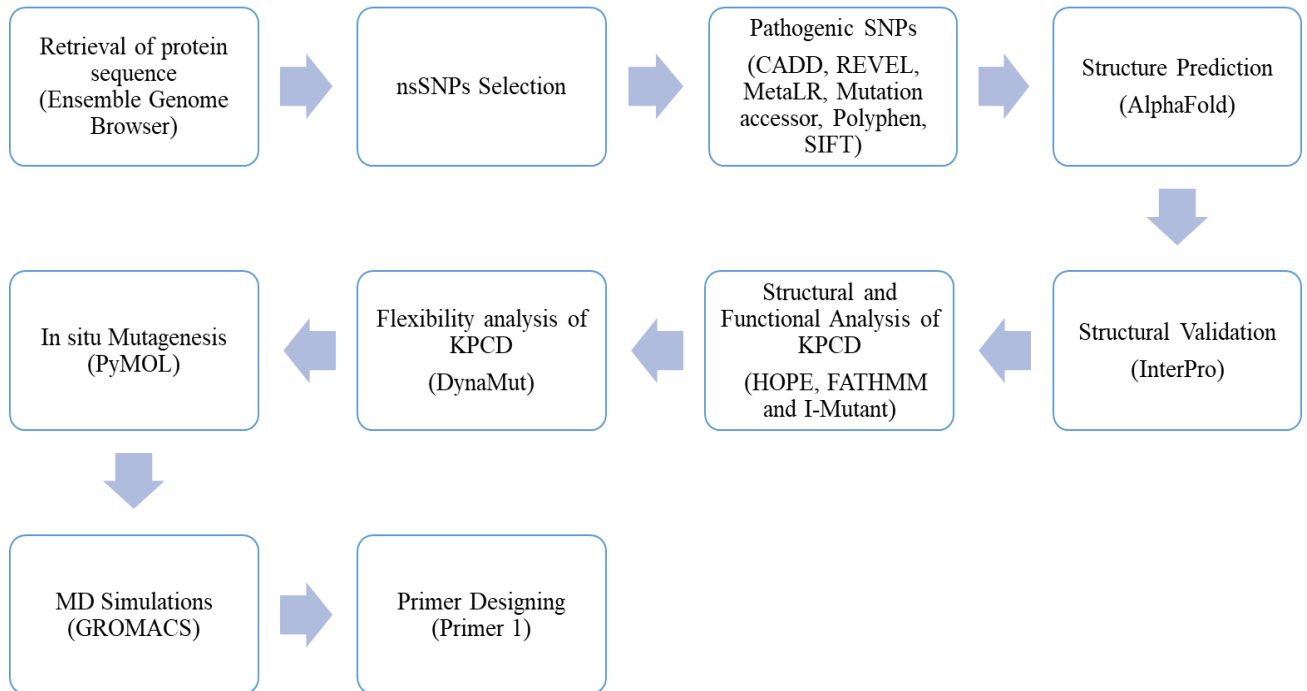 Retrieval of protein
sequence
(Ensemble Genome
Browser)
nsSNPs Selection
Pathogenic SNPs
(CADD, REVEL,
MetaLR, Mutation
accessor, Polyphen,
SIFT)
Structure Prediction
(AlphaFold)
Structural Validation
(InterPro)
Structural and
Functional Analysis of
KPCD
(HOPE, FATHMM
and I-Mutant)
Flexibility analysis of
KPCD
(DynaMut)
In situ Mutagenesis
(PyMOL)
MD Simulations
(GROMACS)
Primer Designing
(Primer 1)